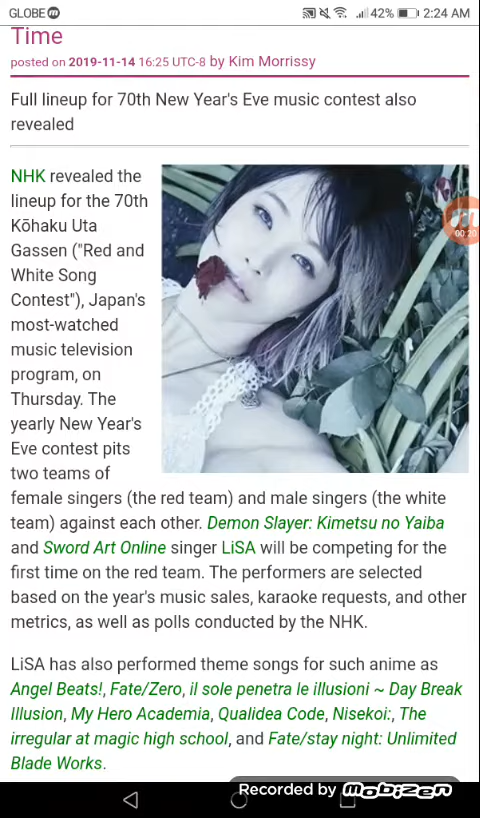 GLOBE 42% 2:24 AM
Time
posted on 2019-11-14 16:25 UTC-8 by Kim Morrissy
Full lineup for 70th New Year's Eve music contest also
revealed
NHK revealed the
lineup for the 70th
Kōhaku Uta
Gassen ("Red and
White Song
Contest"), Japan's
most-watched
music television
program, on
Thursday. The
yearly New Year's
Eve contest pits
two teams of
female singers (the red team) and male singers (the white
team) against each other. Demon Slayer: Kimetsu no Yaiba
and Sword Art Online singer LiSA will be competing for the
first time on the red team. The performers are selected
based on the year's music sales, karaoke requests, and other
metrics, as well as polls conducted by the NHK.
LiSA has also performed theme songs for such anime as
Angel Beats!, Fate/Zero, il sole penetra le illusioni ~ Day Break
Illusion, My Hero Academia, Qualidea Code, Nisekoi:, The
irregular at magic high school, and Fate/stay night: Unlimited
Blade Works.
00:20
Recorded by mobizen